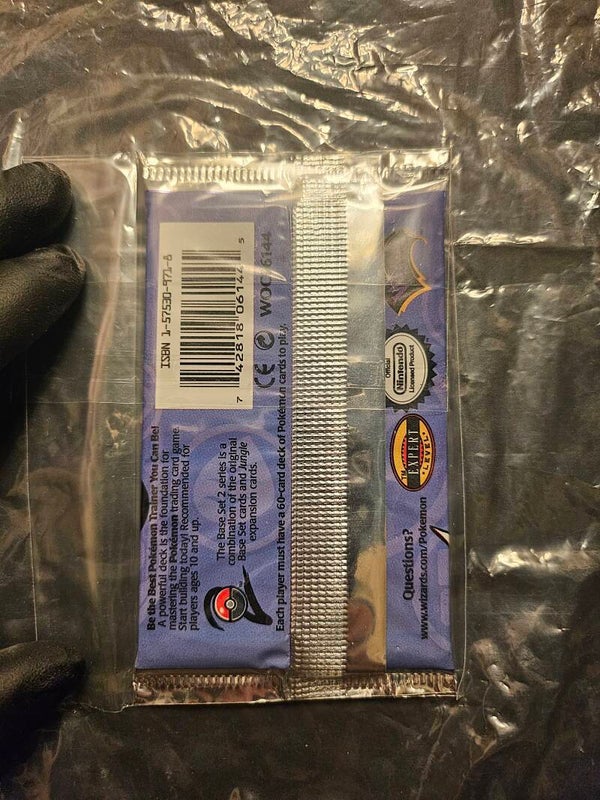 Be the Best Pokémon Trainer You Can Be!
A powerful deck is the foundation for
mastering the Pokémon trading card game.
Start building today! Recommended for
players ages 10 and up.
The Base Set 2 series is a
combination of the original
Base Set cards and Jungle
expansion cards.
Each player must have a 60-card deck of Pokémon cards to play.
ISBN 1-57530-971-8
7 42818 06144 5
CE WOC 6144
Official
Nintendo
Licensed Product
EXPERT
LEVEL
Questions?
www.wizards.com/Pokemon